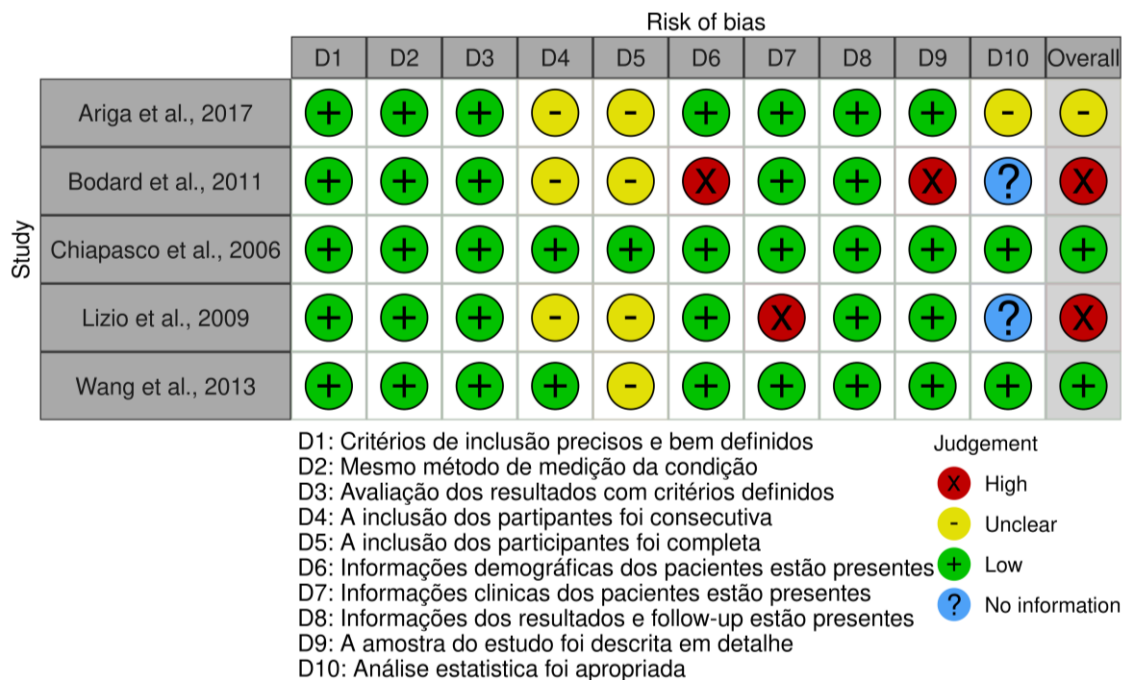 Risk of bias
D1 D2 D3 D4 D5 D6 D7 D8 D9 D10 Overall
Study
Ariga et al., 2017 + + + - - + + + + - -
Bodard et al., 2011 + + + - - X + + X ? X
Chiapasco et al., 2006 + + + + + + + + + + +
Lizio et al., 2009 + + + - - + X + + ? X
Wang et al., 2013 + + + + - + + + + + +
D1: Critérios de inclusão precisos e bem definidos
D2: Mesmo método de medição da condição
D3: Avaliação dos resultados com critérios definidos
D4: A inclusão dos partipantes foi consecutiva
D5: A inclusão dos participantes foi completa
D6: Informações demográficas dos pacientes estão presentes
D7: Informações clinicas dos pacientes estão presentes
D8: Informações dos resultados e follow-up estão presentes
D9: A amostra do estudo foi descrita em detalhe
D10: Análise estatistica foi apropriada
Judgement
X High
- Unclear
+ Low
? No information